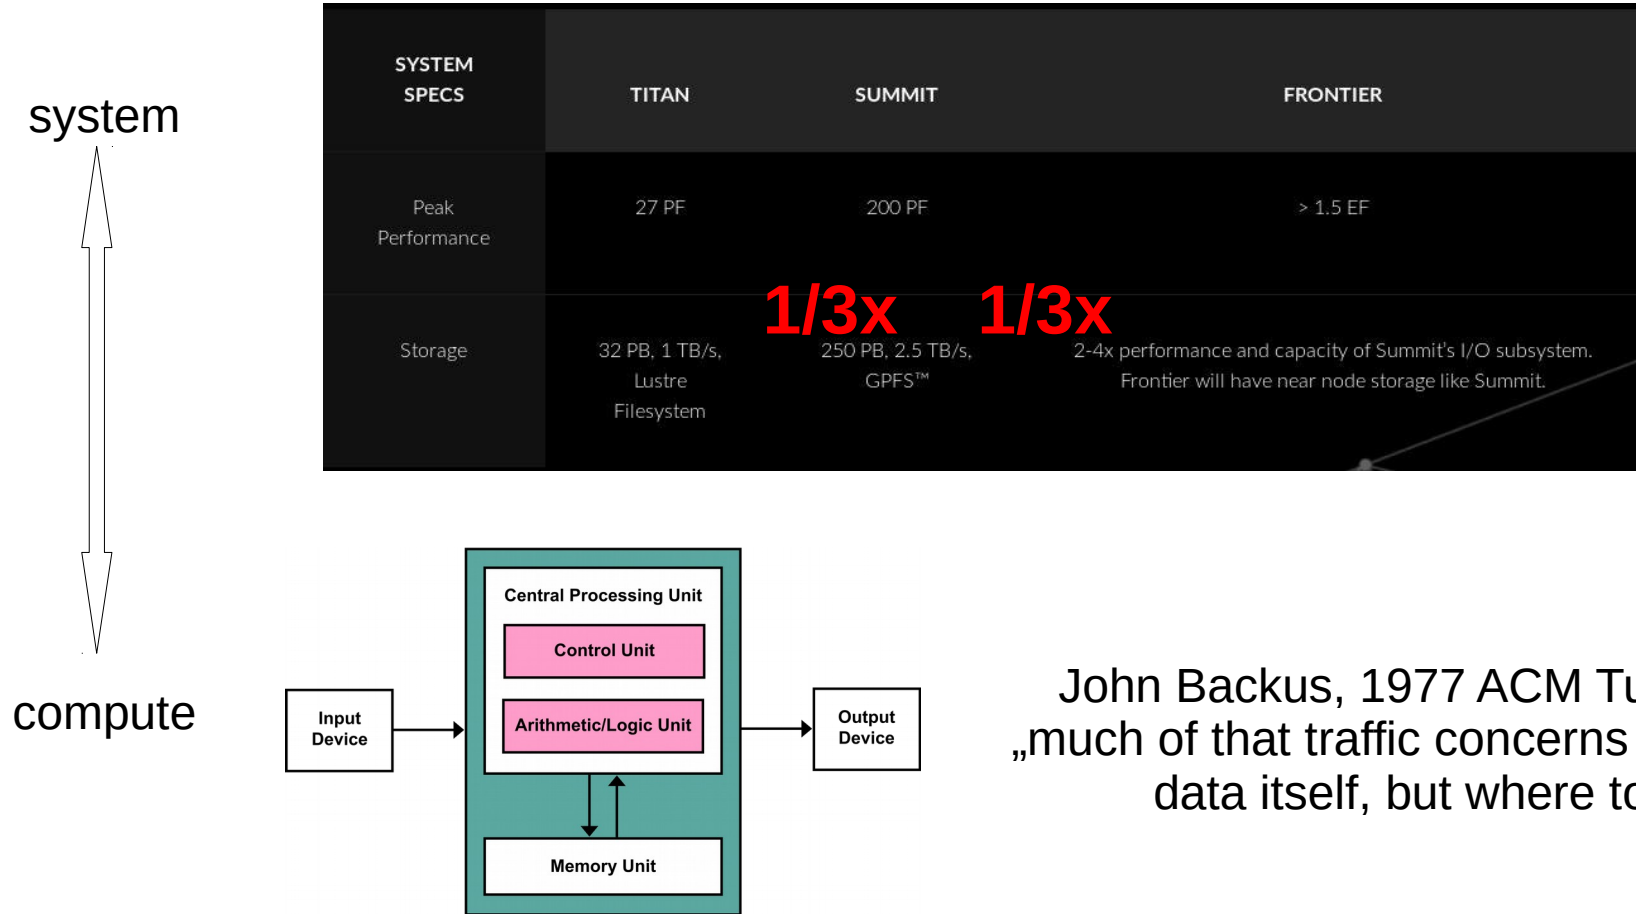 system
compute
SYSTEM
SPECS
TITAN
SUMMIT
FRONTIER
Peak
Performance
27 PF
200 PF
> 1.5 EF
1/3x
1/3x
Storage
32 PB, 1 TB/s,
Lustre
Filesystem
250 PB, 2.5 TB/s,
GPFS™
2-4x performance and capacity of Summit's I/O subsystem.
Frontier will have near node storage like Summit.
Central Processing Unit
Control Unit
Arithmetic/Logic Unit
Memory Unit
Input
Device
Output
Device
John Backus, 1977 ACM
„much of that traffic concerns
data itself, but where